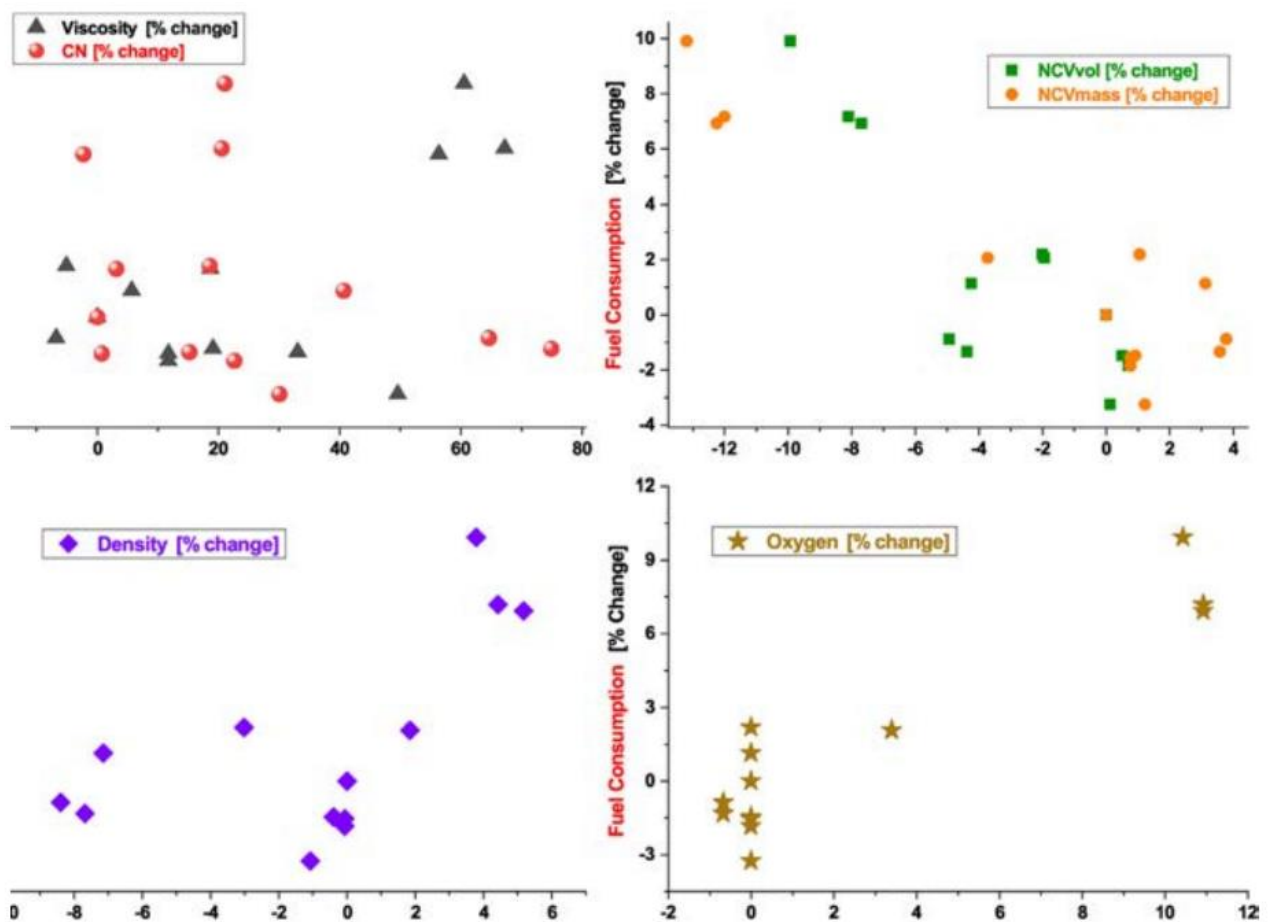 Viscosity [% change]
CN [% change]
0 20 40 60 80
Fuel Consumption [% change]
10
8
6
4
2
0
-2
-4
NCVvol [% change]
NCVmass [% change]
-12 -10 -8 -6 -4 -2 0 2 4
Density [% change]
0 -8 -6 -4 -2 0 2 4 6
Fuel Consumption [% Change]
12
9
6
3
0
-3
Oxygen [% change]
-2 0 2 4 6 8 10 12